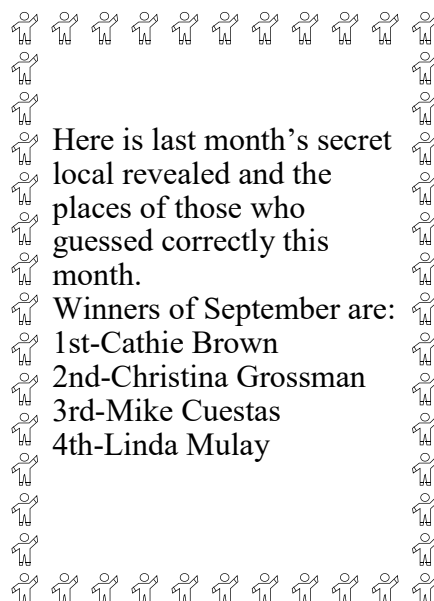 Here is last month’s secret
local revealed and the
places of those who
guessed correctly this
month.
Winners of September are:
1st-Cathie Brown
2nd-Christina Grossman
3rd-Mike Cuestas
4th-Linda Mulay